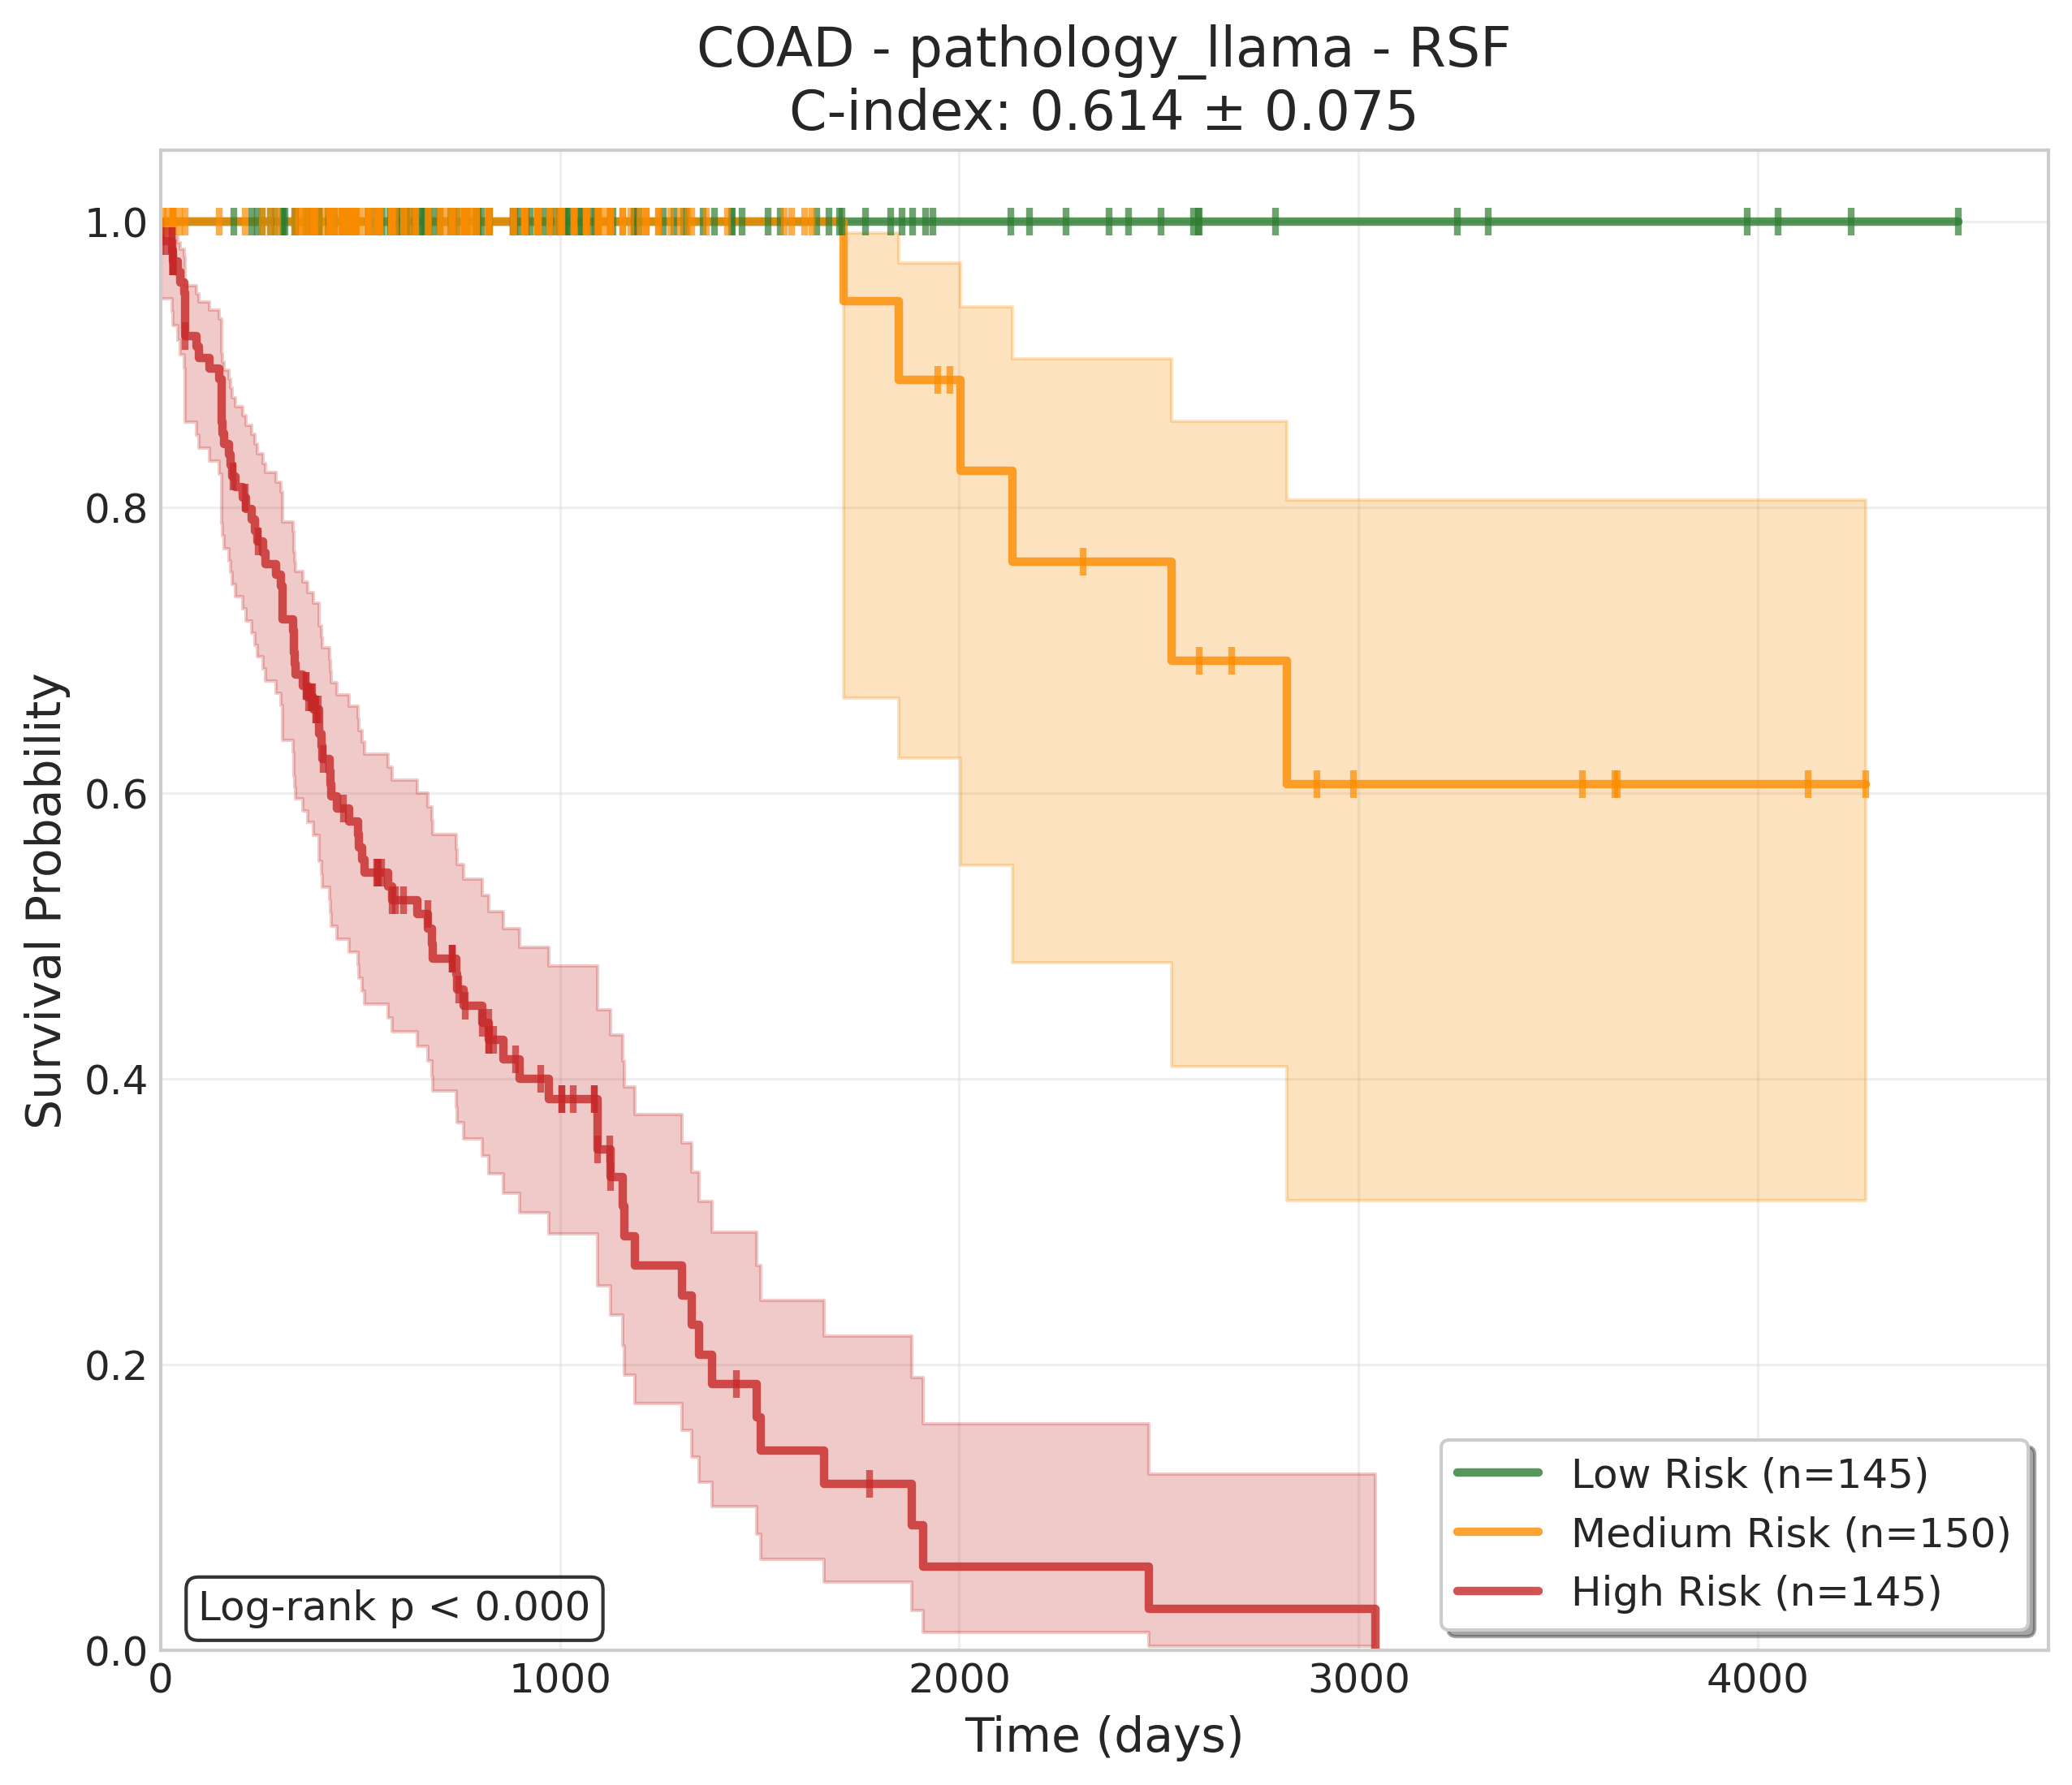 COAD - pathology_llama - RSF
C-index: 0.614 ± 0.075
Survival Probability
1.0
0.8
0.6
0.4
0.2
0.0
0
1000
2000
3000
4000
Time (days)
Log-rank p < 0.000
Low Risk (n=145)
Medium Risk (n=150)
High Risk (n=145)